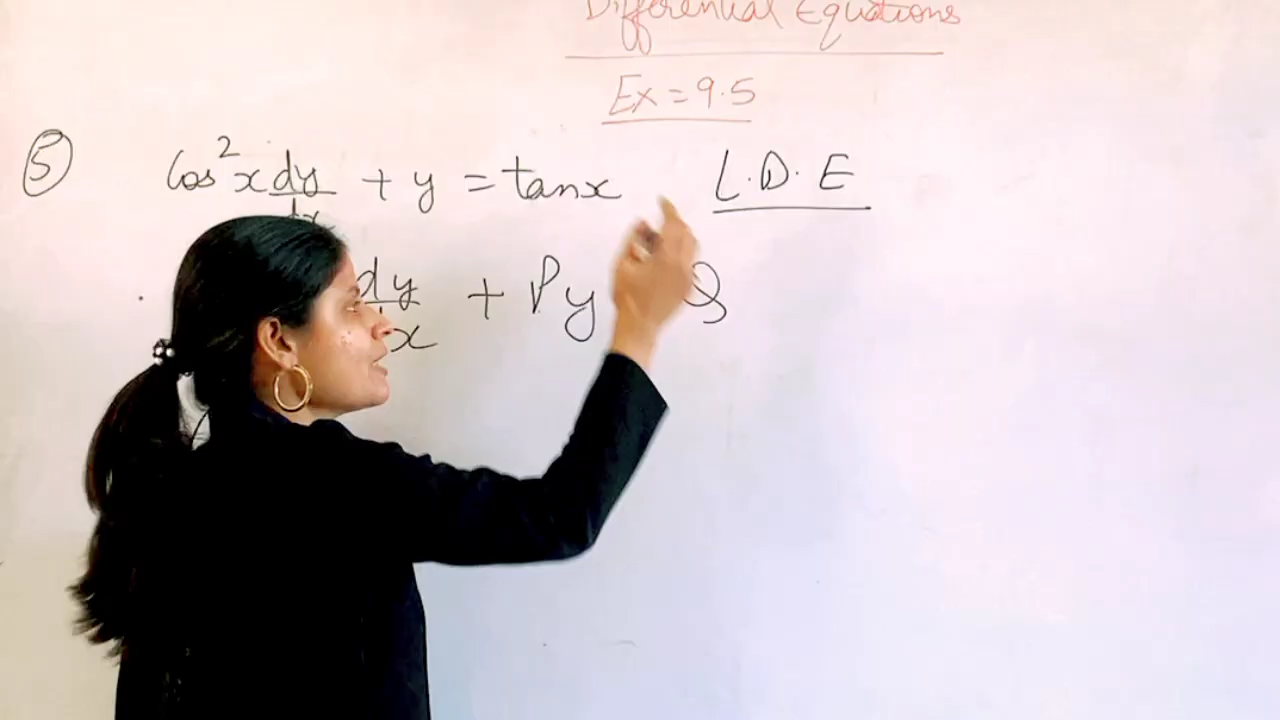 Differential Equations
Ex = 9.5
5 cos²x dy/dx + y = tanx L.D.E
dy/dx + Py Q